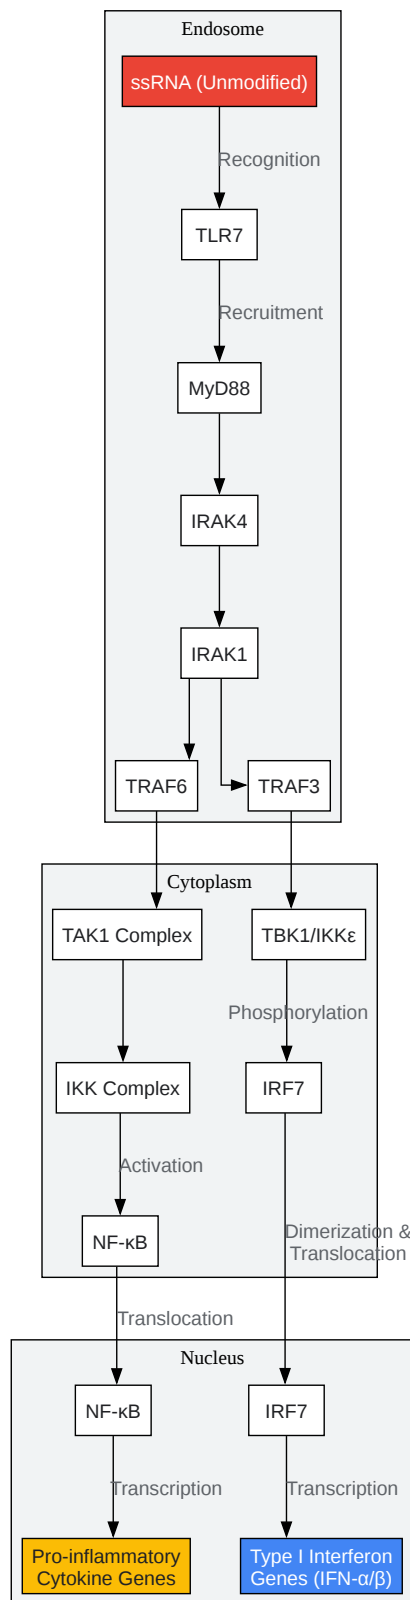 Endosome
ssRNA (Unmodified)
Recognition
TLR7
Recruitment
MyD88
IRAK4
IRAK1
TRAF6
TRAF3
Cytoplasm
TAK1 Complex
TBK1/IKKε
Phosphorylation
IKK Complex
IRF7
Activation
NF-κB
Dimerization &
Translocation
Translocation
Nucleus
NF-κB
IRF7
Transcription
Transcription
Pro-inflammatory
Cytokine Genes
Type I Interferon
Genes (IFN-α/β)